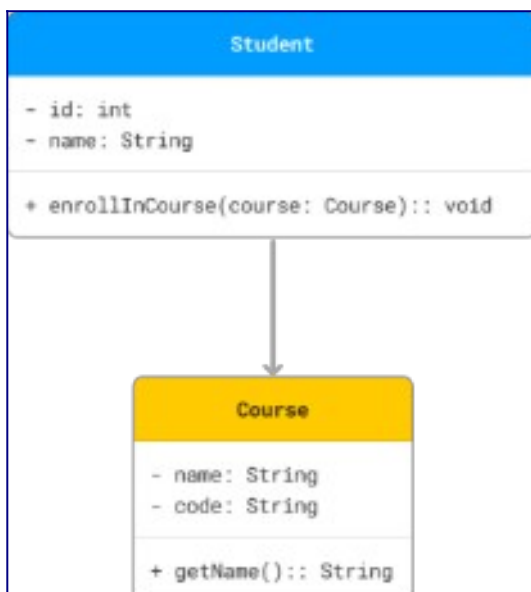 Student
- id: int
- name: String
+ enrollInCourse(course: Course):: void
Course
- name: String
- code: String
+ getName():: String